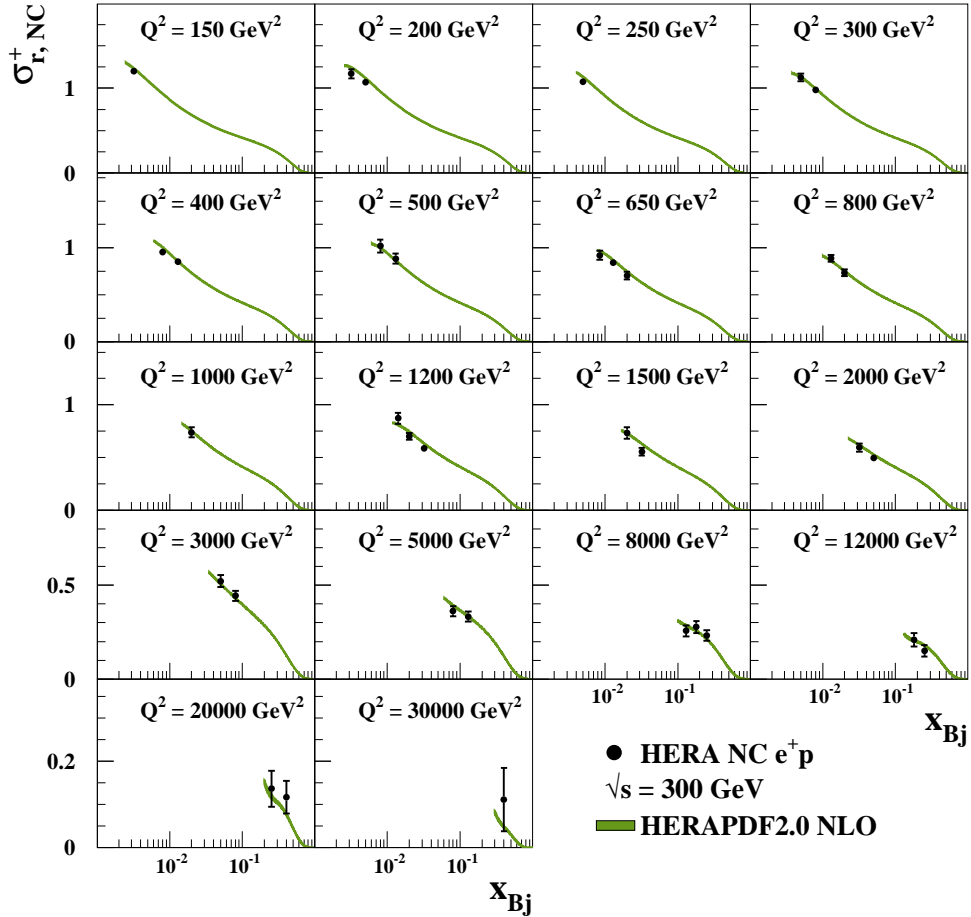 σ⁺r, NC
Q² = 150 GeV²
Q² = 200 GeV²
Q² = 250 GeV²
Q² = 300 GeV²
1
0
Q² = 400 GeV²
Q² = 500 GeV²
Q² = 650 GeV²
Q² = 800 GeV²
1
0
Q² = 1000 GeV²
Q² = 1200 GeV²
Q² = 1500 GeV²
Q² = 2000 GeV²
1
0
Q² = 3000 GeV²
Q² = 5000 GeV²
Q² = 8000 GeV²
Q² = 12000 GeV²
0.5
0
10⁻² 10⁻¹ 10⁻² 10⁻¹
xBj
Q² = 20000 GeV²
Q² = 30000 GeV²
0.2
0
10⁻² 10⁻¹ 10⁻² 10⁻¹
xBj
HERA NC e⁺p
√s = 300 GeV
HERAPDF2.0 NLO